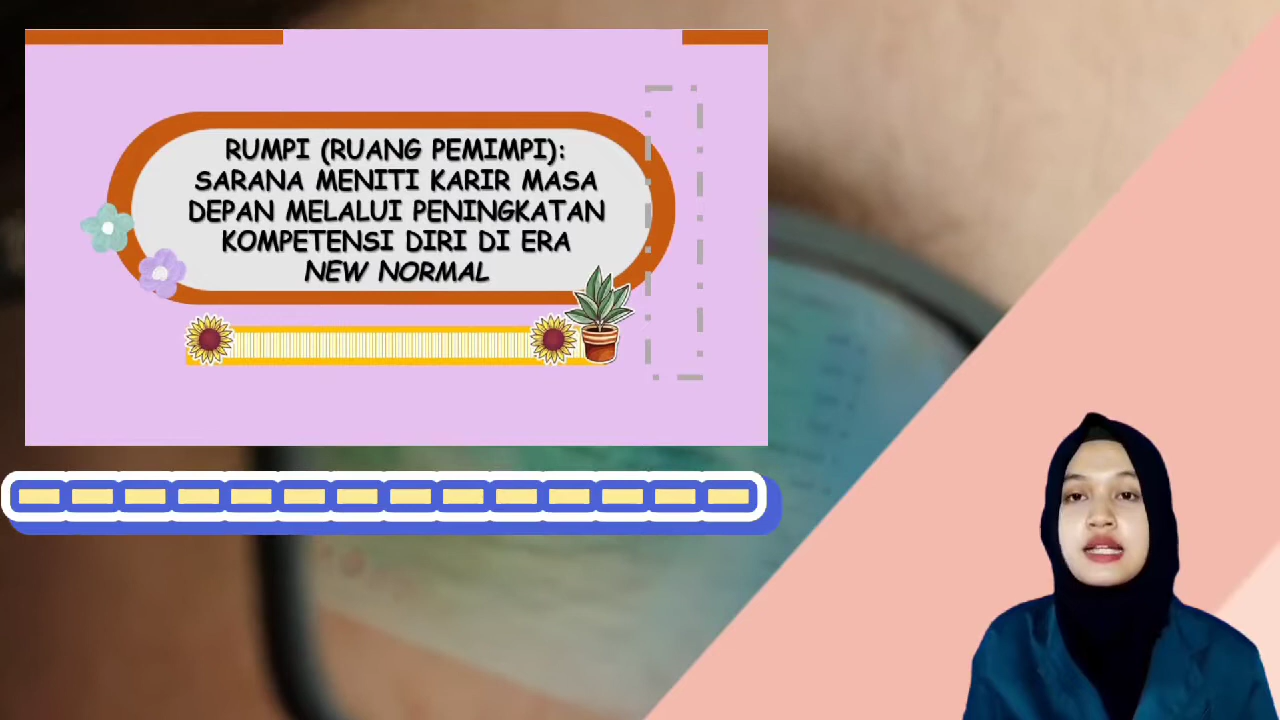 RUMPI (RUANG PEMIMPI):
SARANA MENITI KARIR MASA
DEPAN MELALUI PENINGKATAN
KOMPETENSI DIRI DI ERA
NEW NORMAL